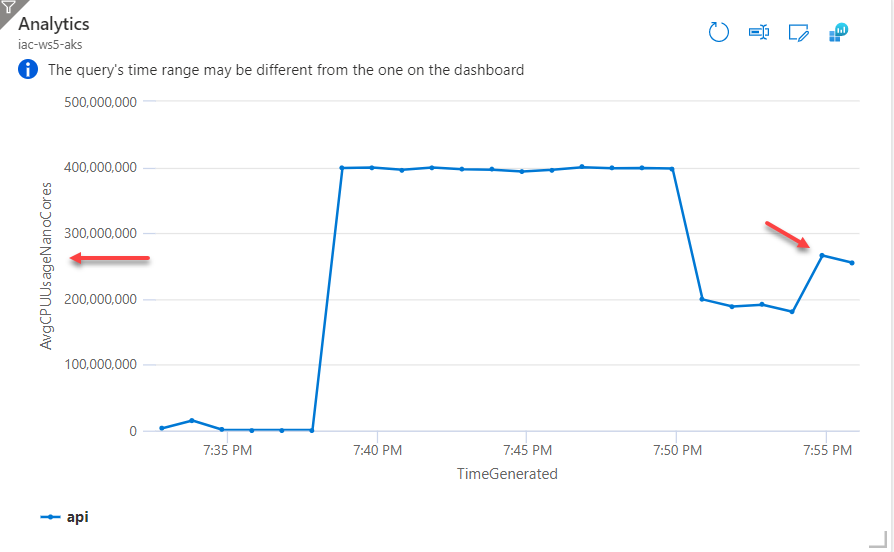 Analytics
iac-ws5-aks
The query's time range may be different from the one on the dashboard
500,000,000
400,000,000
300,000,000
200,000,000
100,000,000
0
AvgCPUUsageNanoCores
7:35 PM
7:40 PM
7:45 PM
7:50 PM
7:55 PM
TimeGenerated
api